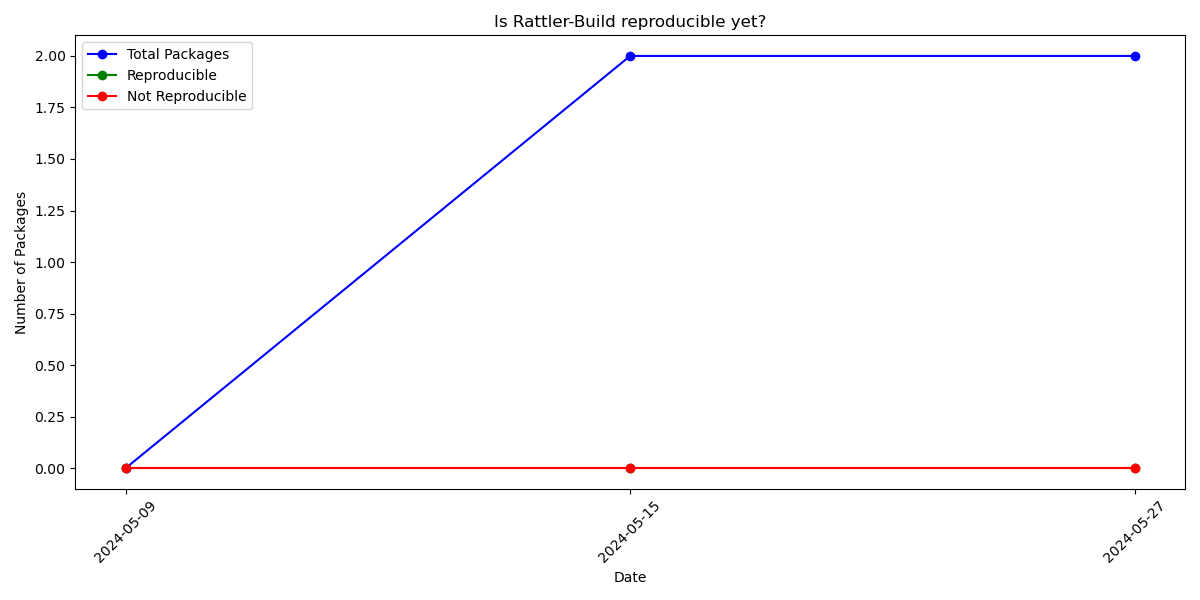 Is Rattler-Build reproducible yet?
Total Packages
Reproducible
Not Reproducible
Number of Packages
2.00
1.75
1.50
1.25
1.00
0.75
0.50
0.25
0.00
2024-05-09
2024-05-15
2024-05-27
Date